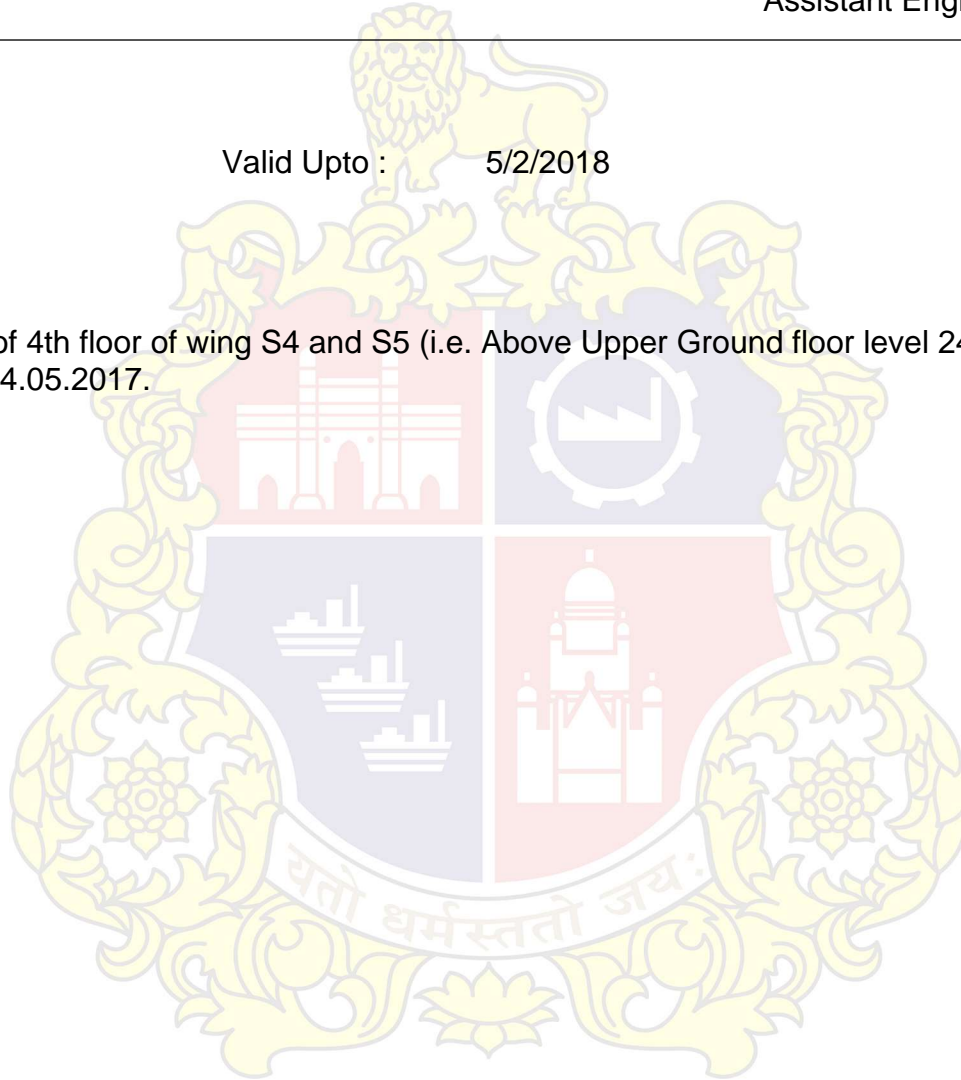 Assistant Engi
Valid Upto : 5/2/2018
of 4th floor of wing S4 and S5 (i.e. Above Upper Ground floor level 24
4.05.2017.
यतो धर्मस्ततो जय: